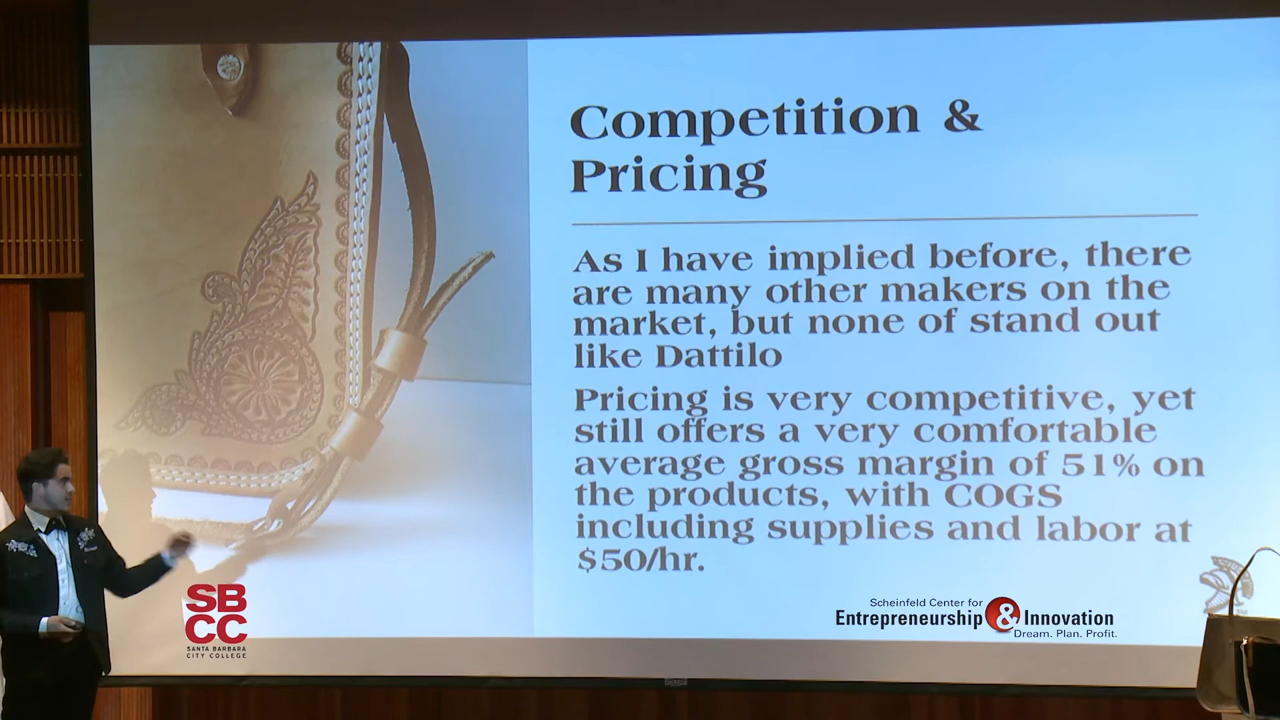 Competition &
Pricing
As I have implied before, there
are many other makers on the
market, but none of stand out
like Dattilo
Pricing is very competitive, yet
still offers a very comfortable
average gross margin of 51% on
the products, with COGS
including supplies and labor at
$50/hr.
SB
CC
SANTA BARBARA
CITY COLLEGE
Scheinfeld Center for
Entrepreneurship & Innovation
Dream. Plan. Profit.